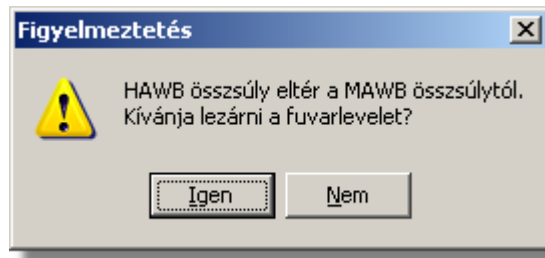 Figyelmeztetés
HAWB összsúly eltér a MAWB összsúlytól.
Kívánja lezárni a fuvarlevelet?
Igen
Nem